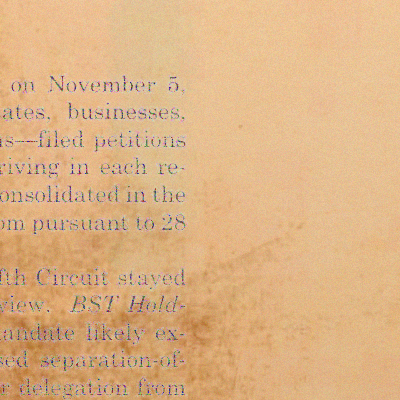 on November 5,
ates, businesses,
ns—filed petitions
riving in each re-
onsolidated in the
om pursuant to 28
fth Circuit stayed
view. BST Hold-
andate likely ex-
sed separation-of-
r delegation from